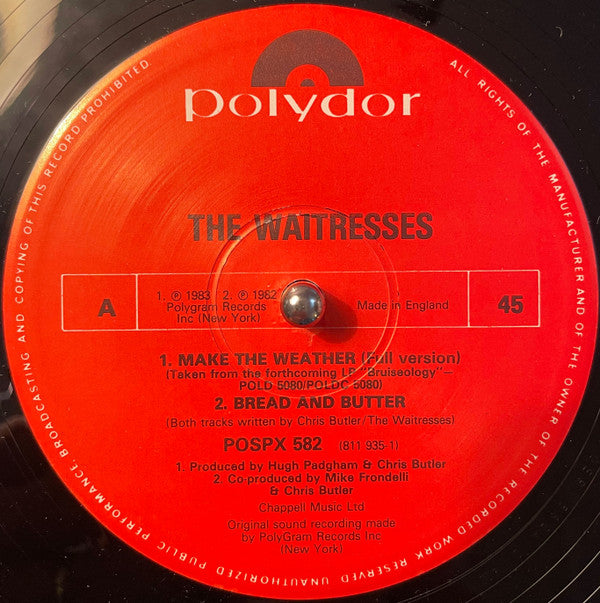 polydor
THE WAITRESSES
A
1. ℗ 1983 2. ℗ 1982
Polygram Records
Inc (New York)
Made in England
45
1. MAKE THE WEATHER (Full version)
(Taken from the forthcoming LP "Bruiseology"—
POLD 5080/POLDC 5080)
2. BREAD AND BUTTER
(Both tracks written by Chris Butler/The Waitresses)
POSPX 582 (811 935-1)
1. Produced by Hugh Padgham & Chris Butler
2. Co-produced by Mike Frondelli
& Chris Butler
Chappell Music Ltd
Original sound recording made
by PolyGram Records Inc
(New York)
ALL RIGHTS OF THE MANUFACTURER AND OF THE OWNER OF THE RECORDED WORK RESERVED UNAUTHORIZED PUBLIC PERFORMANCE, BROADCASTING AND COPYING OF THIS RECORD PROHIBITED.